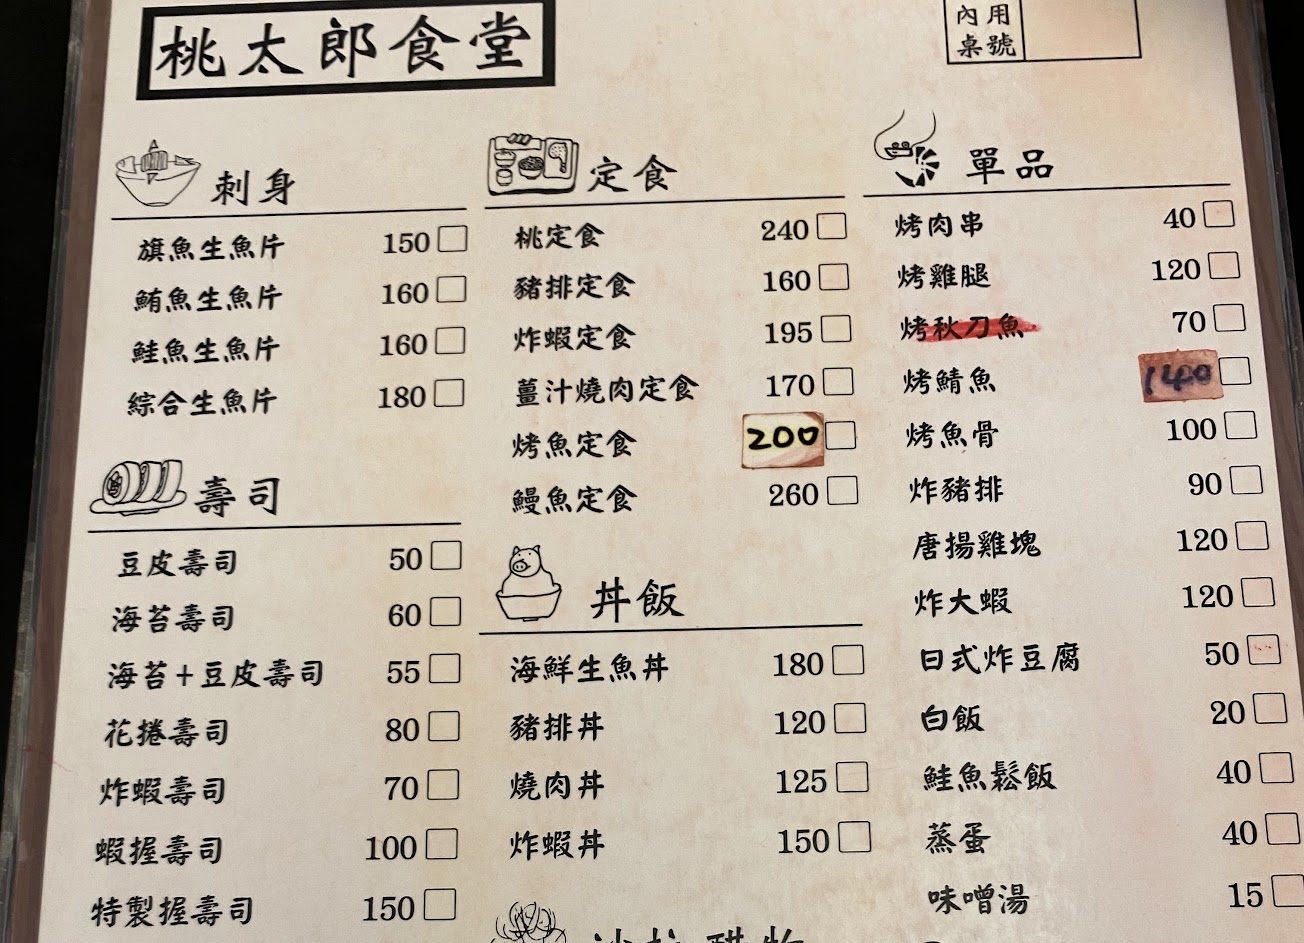 桃太郎食堂
內用
桌號
刺身
旗魚生魚片 150
鮪魚生魚片 160
鮭魚生魚片 160
綜合生魚片 180
壽司
豆皮壽司 50
海苔壽司 60
海苔+豆皮壽司 55
花捲壽司 80
炸蝦壽司 70
蝦握壽司 100
特製握壽司 150
定食
桃定食 240
豬排定食 160
炸蝦定食 195
薑汁燒肉定食 170
烤魚定食 200
鰻魚定食 260
丼飯
海鮮生魚丼 180
豬排丼 120
燒肉丼 125
炸蝦丼 150
單品
烤肉串 40
烤雞腿 120
烤秋刀魚 70
烤鯖魚 140
烤魚骨 100
炸豬排 90
唐揚雞塊 120
炸大蝦 120
日式炸豆腐 50
白飯 20
鮭魚鬆飯 40
蒸蛋 40
味噌湯 15